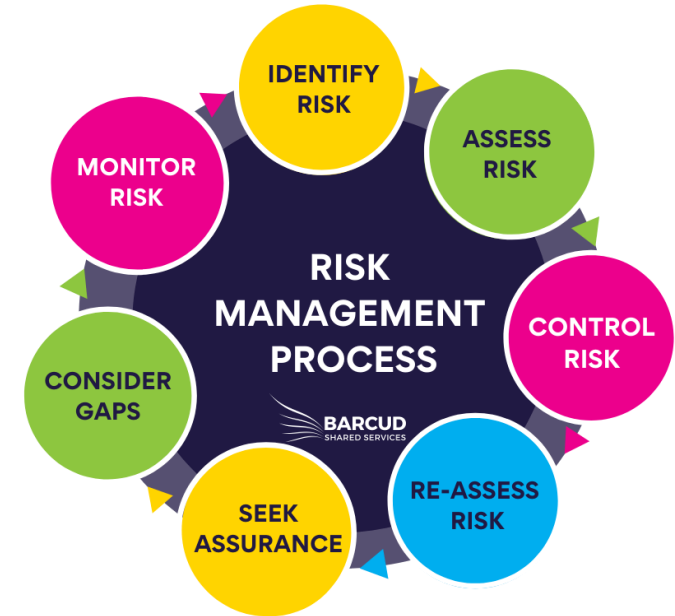 IDENTIFY
RISK
ASSESS
RISK
CONTROL
RISK
RE-ASSESS
RISK
SEEK
ASSURANCE
CONSIDER
GAPS
MONITOR
RISK
RISK
MANAGEMENT
PROCESS
BARCUD
SHARED SERVICES